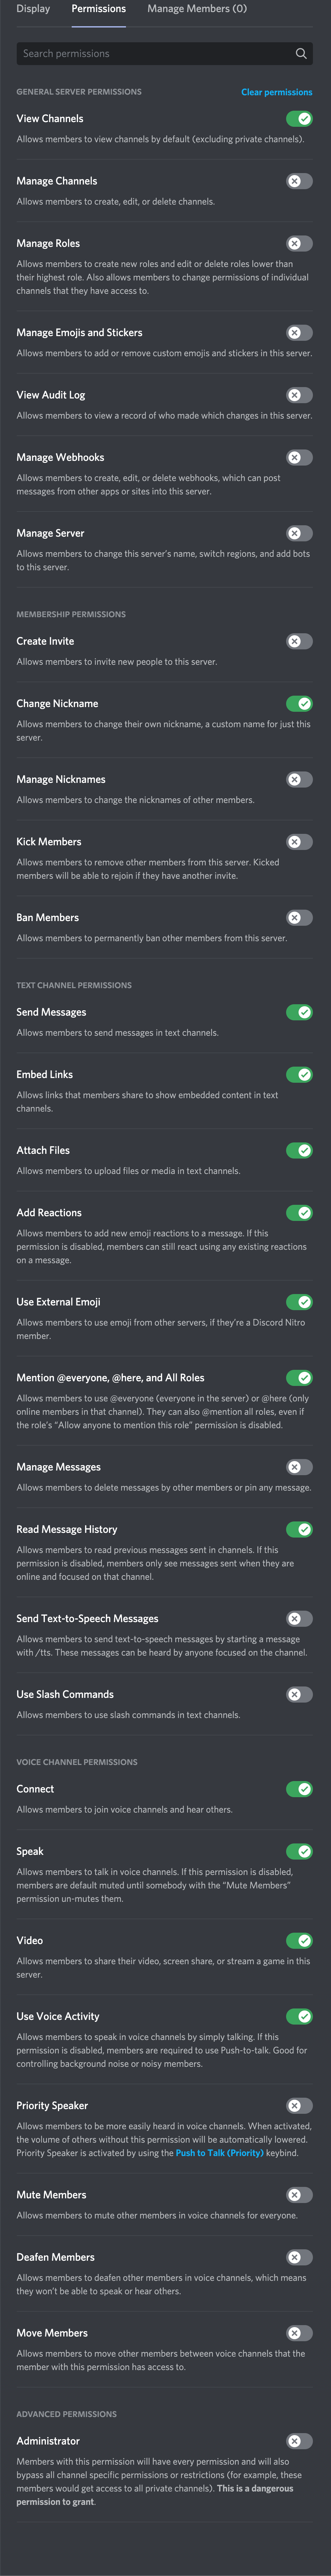 Display Permissions Manage Members (0)
Search permissions
GENERAL SERVER PERMISSIONS Clear permissions
View Channels
Allows members to view channels by default (excluding private channels).
Manage Channels
Allows members to create, edit, or delete channels.
Manage Roles
Allows members to create new roles and edit or delete roles lower than
their highest role. Also allows members to change permissions of individual
channels that they have access to.
Manage Emojis and Stickers
Allows members to add or remove custom emojis and stickers in this server.
View Audit Log
Allows members to view a record of who made which changes in this server.
Manage Webhooks
Allows members to create, edit, or delete webhooks, which can post
messages from other apps or sites into this server.
Manage Server
Allows members to change this server's name, switch regions, and add bots
to this server.
MEMBERSHIP PERMISSIONS
Create Invite
Allows members to invite new people to this server.
Change Nickname
Allows members to change their own nickname, a custom name for just this
server.
Manage Nicknames
Allows members to change the nicknames of other members.
Kick Members
Allows members to remove other members from this server. Kicked
members will be able to rejoin if they have another invite.
Ban Members
Allows members to permanently ban other members from this server.
TEXT CHANNEL PERMISSIONS
Send Messages
Allows members to send messages in text channels.
Embed Links
Allows links that members share to show embedded content in text
channels.
Attach Files
Allows members to upload files or media in text channels.
Add Reactions
Allows members to add new emoji reactions to a message. If this
permission is disabled, members can still react using any existing reactions
on a message.
Use External Emoji
Allows members to use emoji from other servers, if they're a Discord Nitro
member.
Mention @everyone, @here, and All Roles
Allows members to use @everyone (everyone in the server) or @here (only
online members in that channel). They can also @mention all roles, even if
the role's "Allow anyone to mention this role" permission is disabled.
Manage Messages
Allows members to delete messages by other members or pin any message.
Read Message History
Allows members to read previous messages sent in channels. If this
permission is disabled, members only see messages sent when they are
online and focused on that channel.
Send Text-to-Speech Messages
Allows members to send text-to-speech messages by starting a message
with /tts. These messages can be heard by anyone focused on the channel.
Use Slash Commands
Allows members to use slash commands in text channels.
VOICE CHANNEL PERMISSIONS
Connect
Allows members to join voice channels and hear others.
Speak
Allows members to talk in voice channels. If this permission is disabled,
members are default muted until somebody with the "Mute Members"
permission un-mutes them.
Video
Allows members to share their video, screen share, or stream a game in this
server.
Use Voice Activity
Allows members to speak in voice channels by simply talking. If this
permission is disabled, members are required to use Push-to-talk. Good for
controlling background noise or noisy members.
Priority Speaker
Allows members to be more easily heard in voice channels. When activated,
the volume of others without this permission will be automatically lowered.
Priority Speaker is activated by using the Push to Talk (Priority) keybind.
Mute Members
Allows members to mute other members in voice channels for everyone.
Deafen Members
Allows members to deafen other members in voice channels, which means
they won't be able to speak or hear others.
Move Members
Allows members to move other members between voice channels that the
member with this permission has access to.
ADVANCED PERMISSIONS
Administrator
Members with this permission will have every permission and will also
bypass all channel specific permissions or restrictions (for example, these
members would get access to all private channels). This is a dangerous
permission to grant.